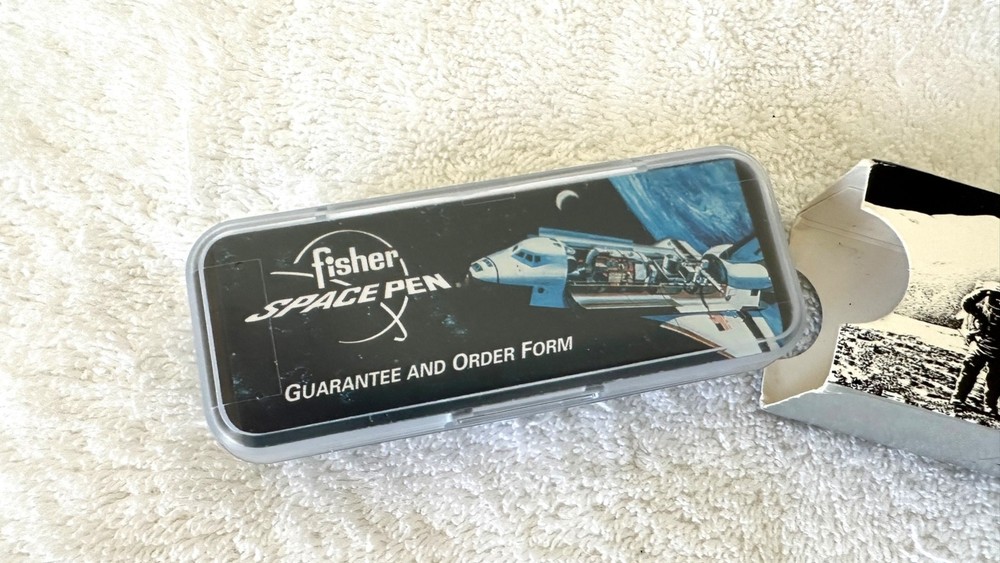 fisher
SPACE PEN
GUARANTEE AND ORDER FORM